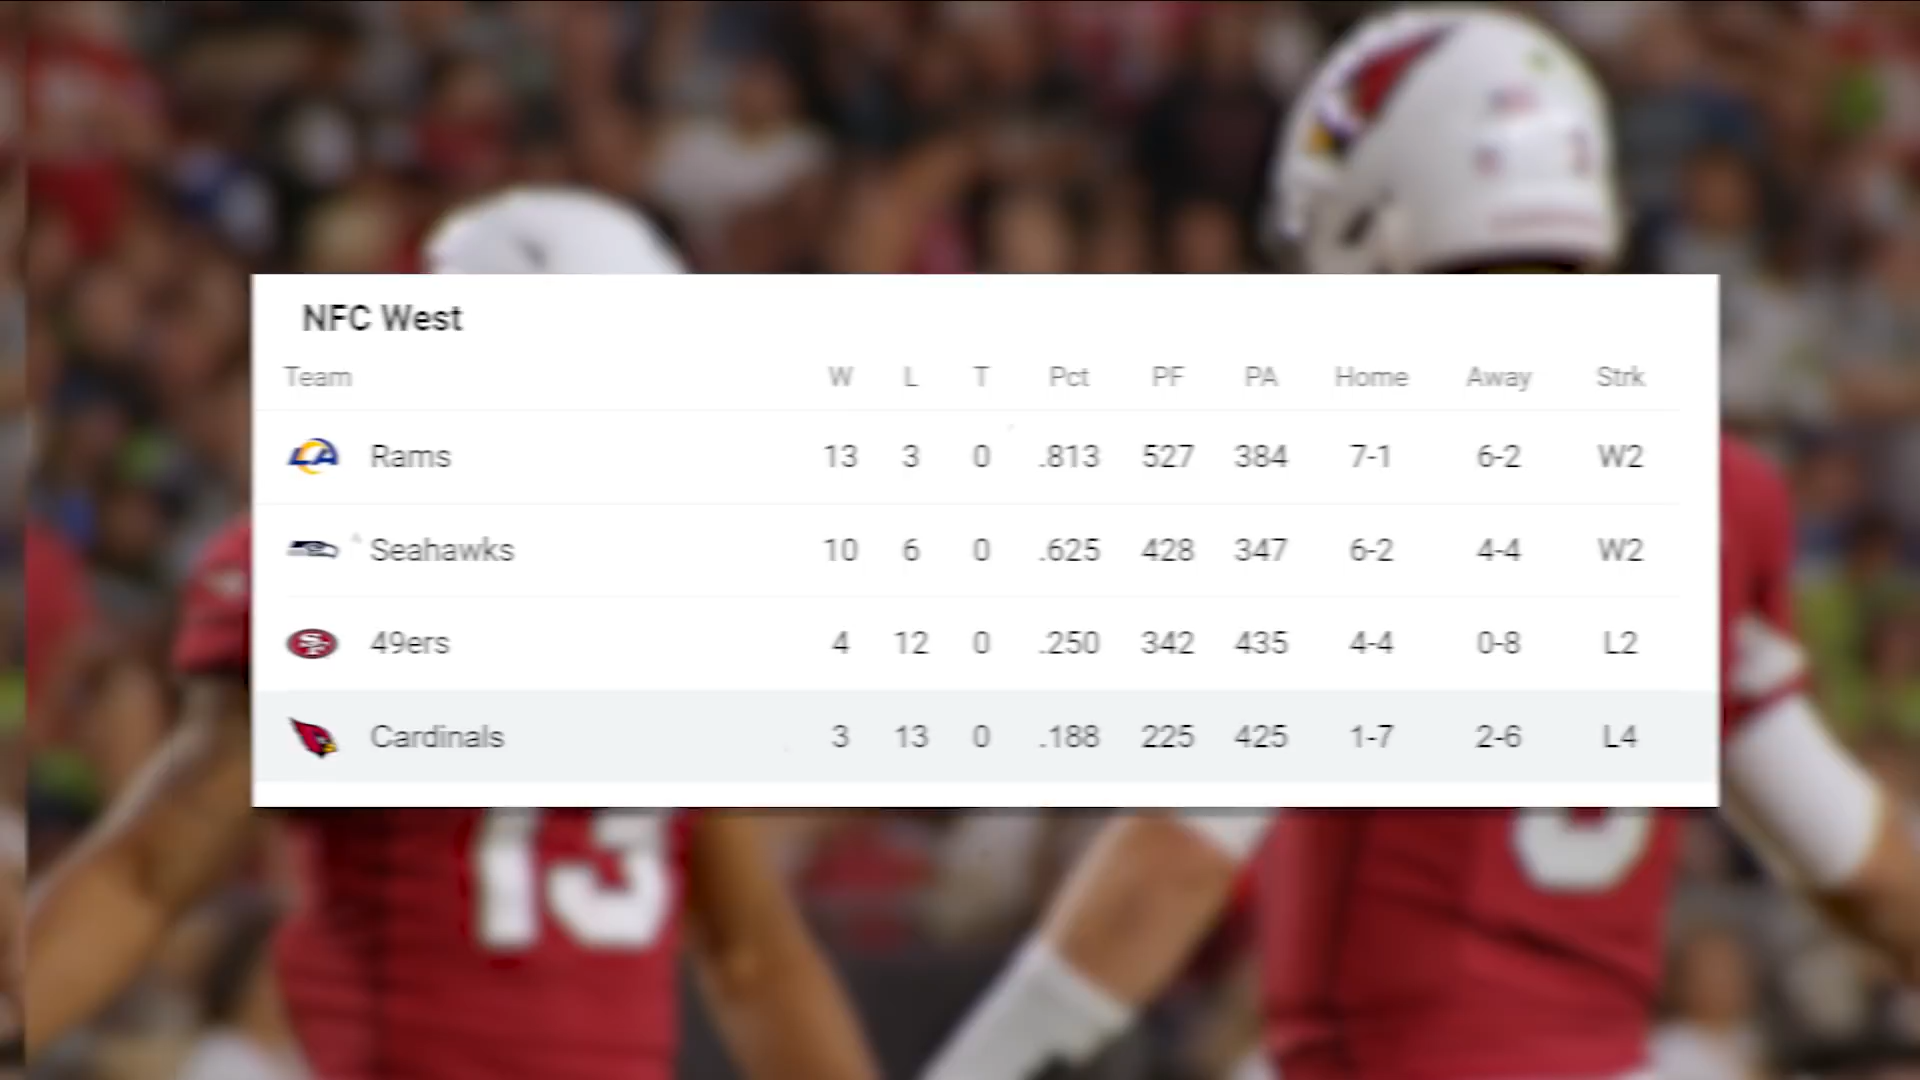 NFC West
Team W L T Pct PF PA Home Away Strk
Rams 13 3 0 .813 527 384 7-1 6-2 W2
Seahawks 10 6 0 .625 428 347 6-2 4-4 W2
49ers 4 12 0 .250 342 435 4-4 0-8 L2
Cardinals 3 13 0 .188 225 425 1-7 2-6 L4
13